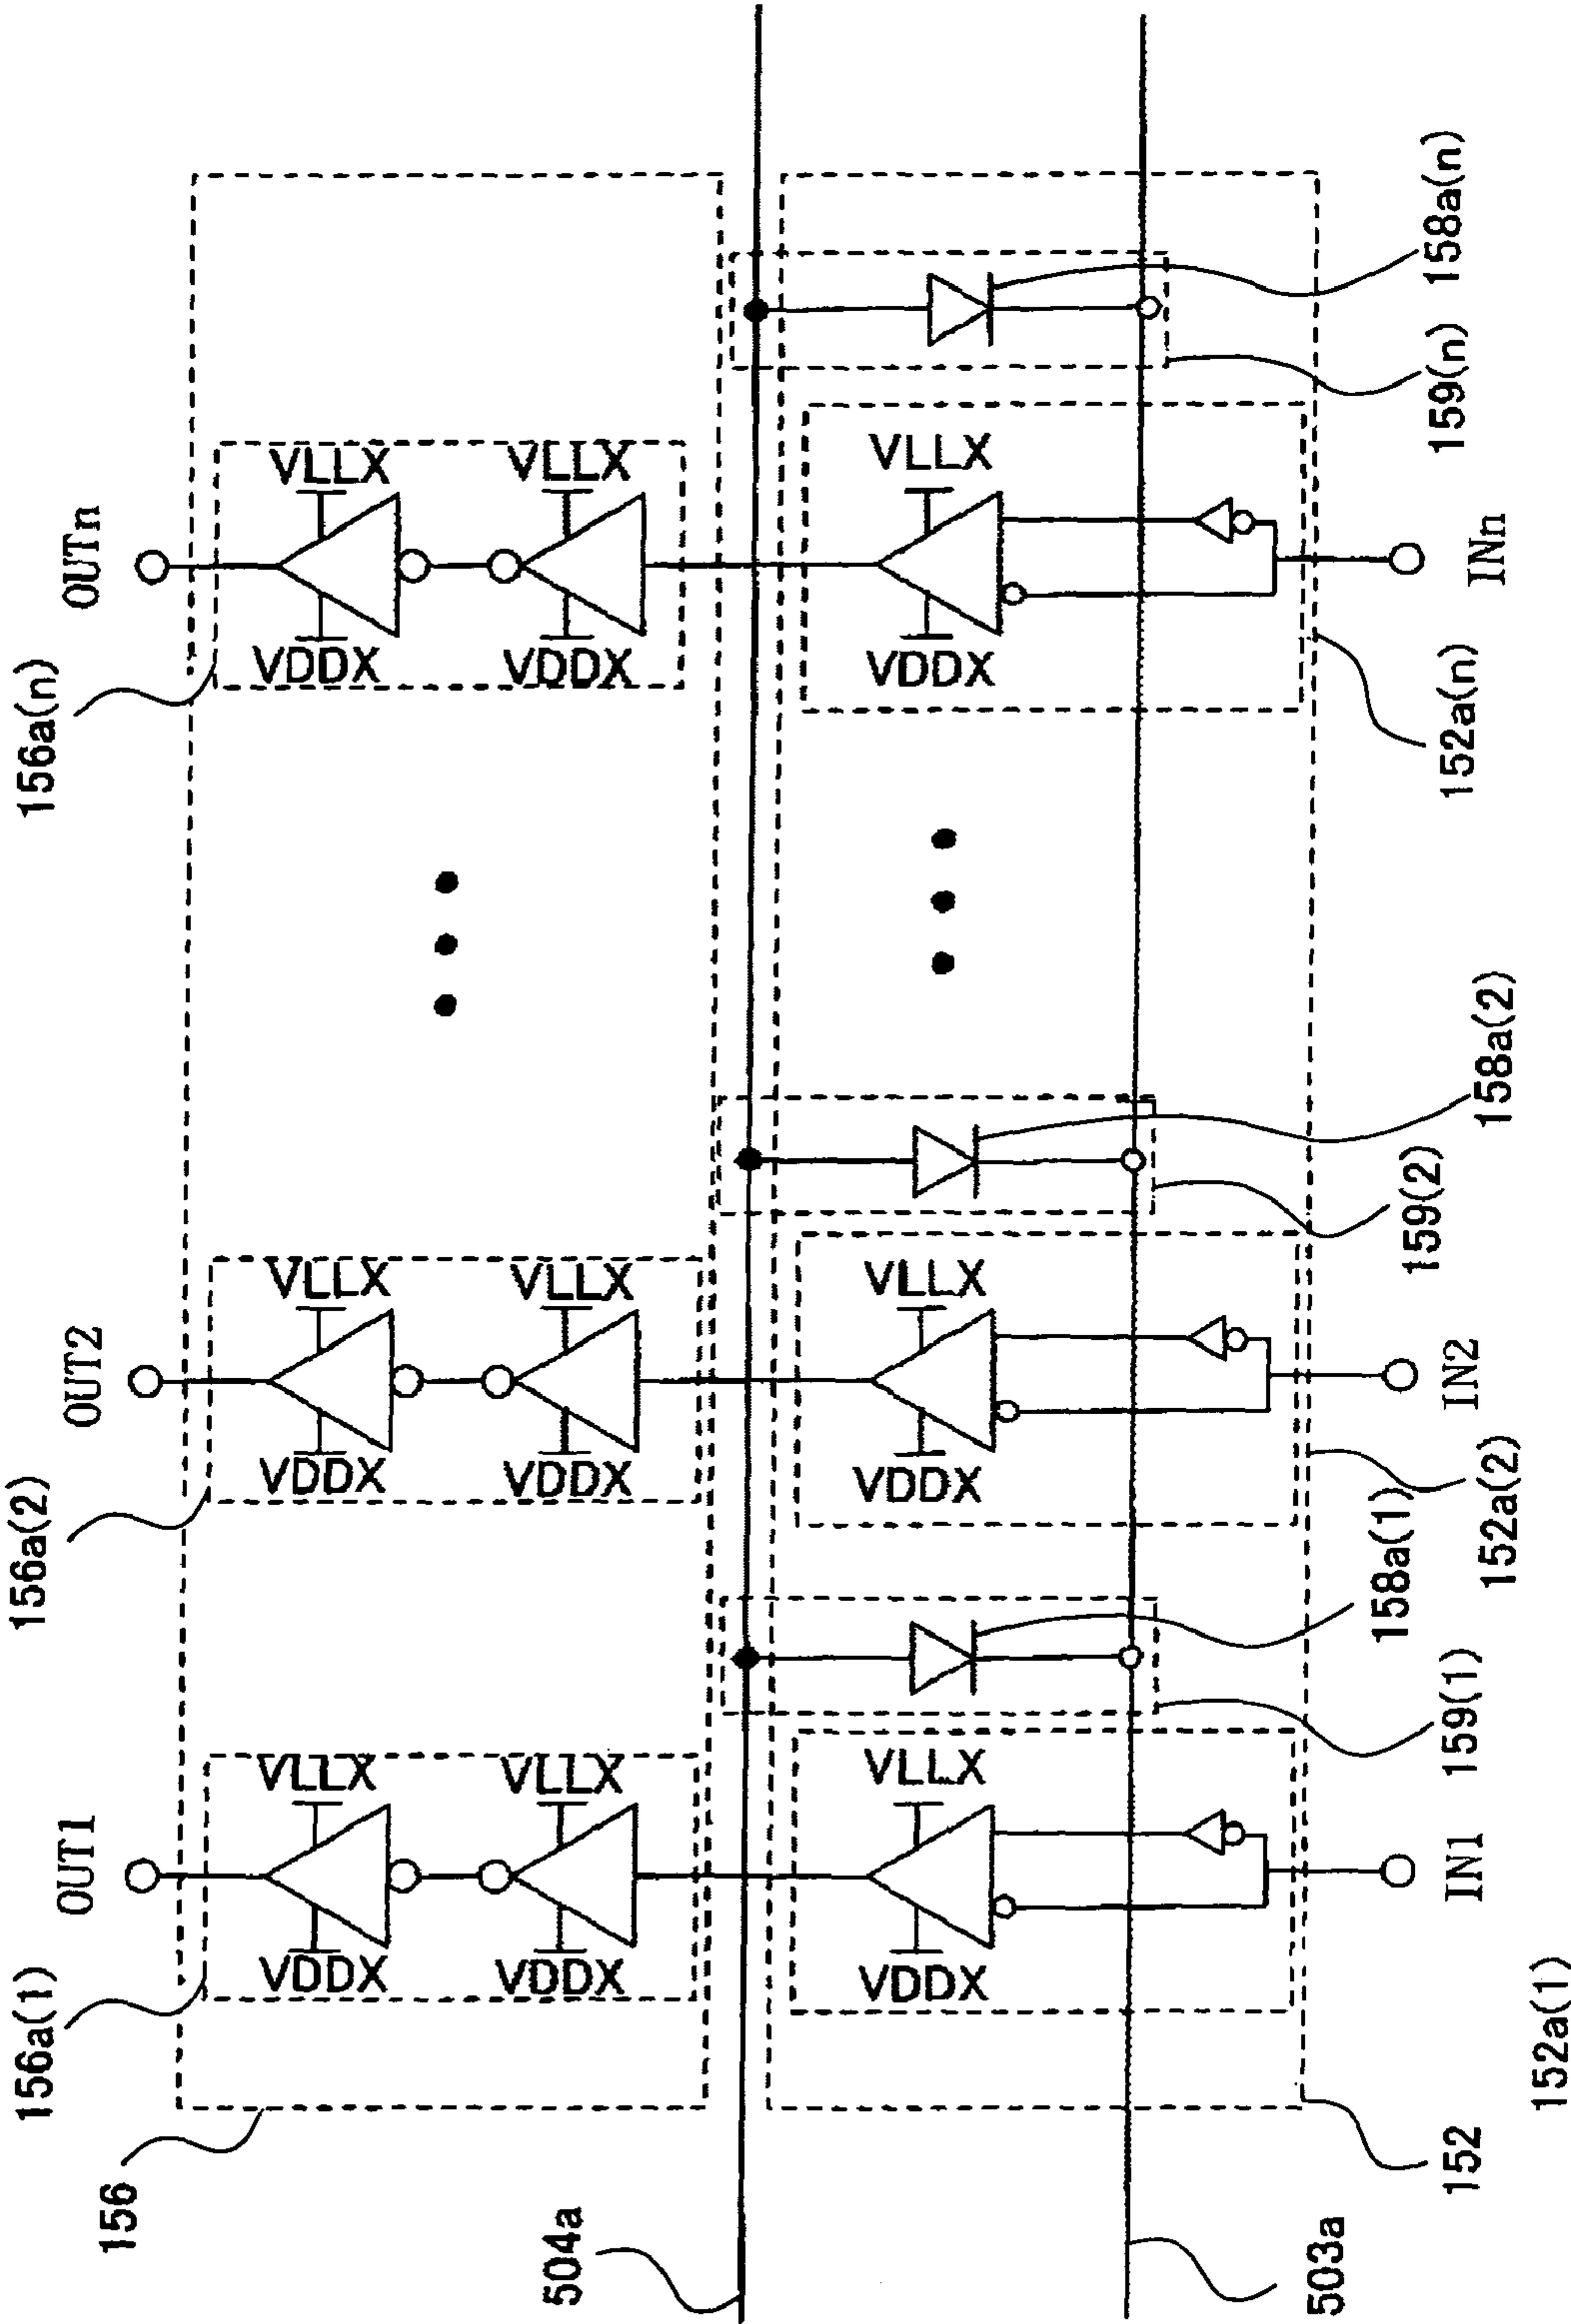 156a(1)
156a(2)
156a(n)
OUT1
OUT2
OUTn
156
VDDX
VLLX
VDDX
VLLX
VDDX
VLLX
VDDX
VLLX
VDDX
VLLX
VDDX
VLLX
504a
VDDX
VLLX
VDDX
VLLX
VDDX
VLLX
503a
IN1
IN2
INn
152
152a(1)
159(1)
158a(1)
152a(2)
159(2)
158a(2)
152a(n)
159(n)
158a(n)